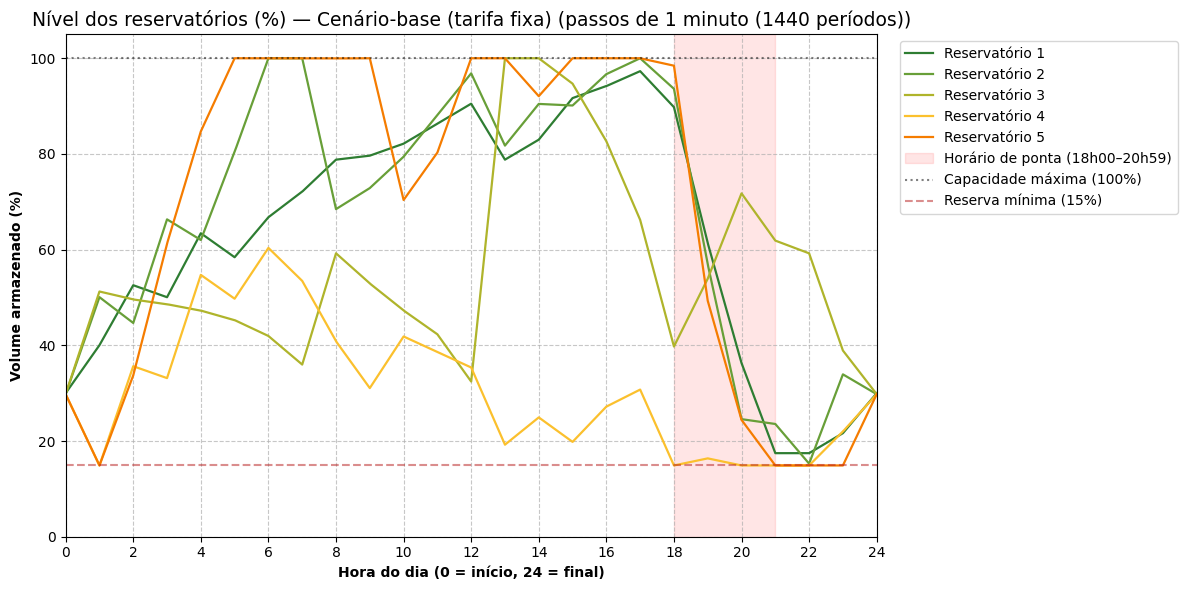 Nível dos reservatórios (%) — Cenário-base (tarifa fixa) (passos de 1 minuto (1440 períodos))
Volume armazenado (%)
100
80
60
40
20
0
0 2 4 6 8 10 12 14 16 18 20 22 24
Hora do dia (0 = início, 24 = final)
Reservatório 1
Reservatório 2
Reservatório 3
Reservatório 4
Reservatório 5
Horário de ponta (18h00–20h59)
Capacidade máxima (100%)
Reserva mínima (15%)